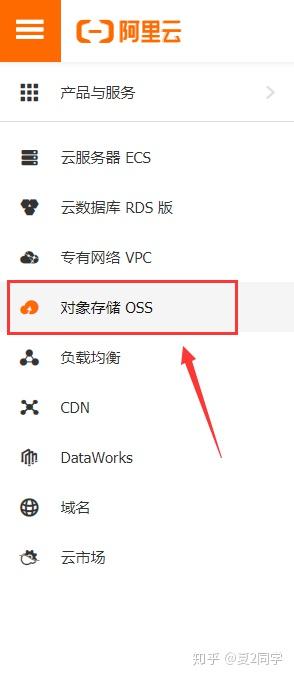 阿里云
产品与服务
云服务器 ECS
云数据库 RDS 版
专有网络 VPC
对象存储 OSS
负载均衡
CDN
DataWorks
域名
云市场
知乎 @夏2同学